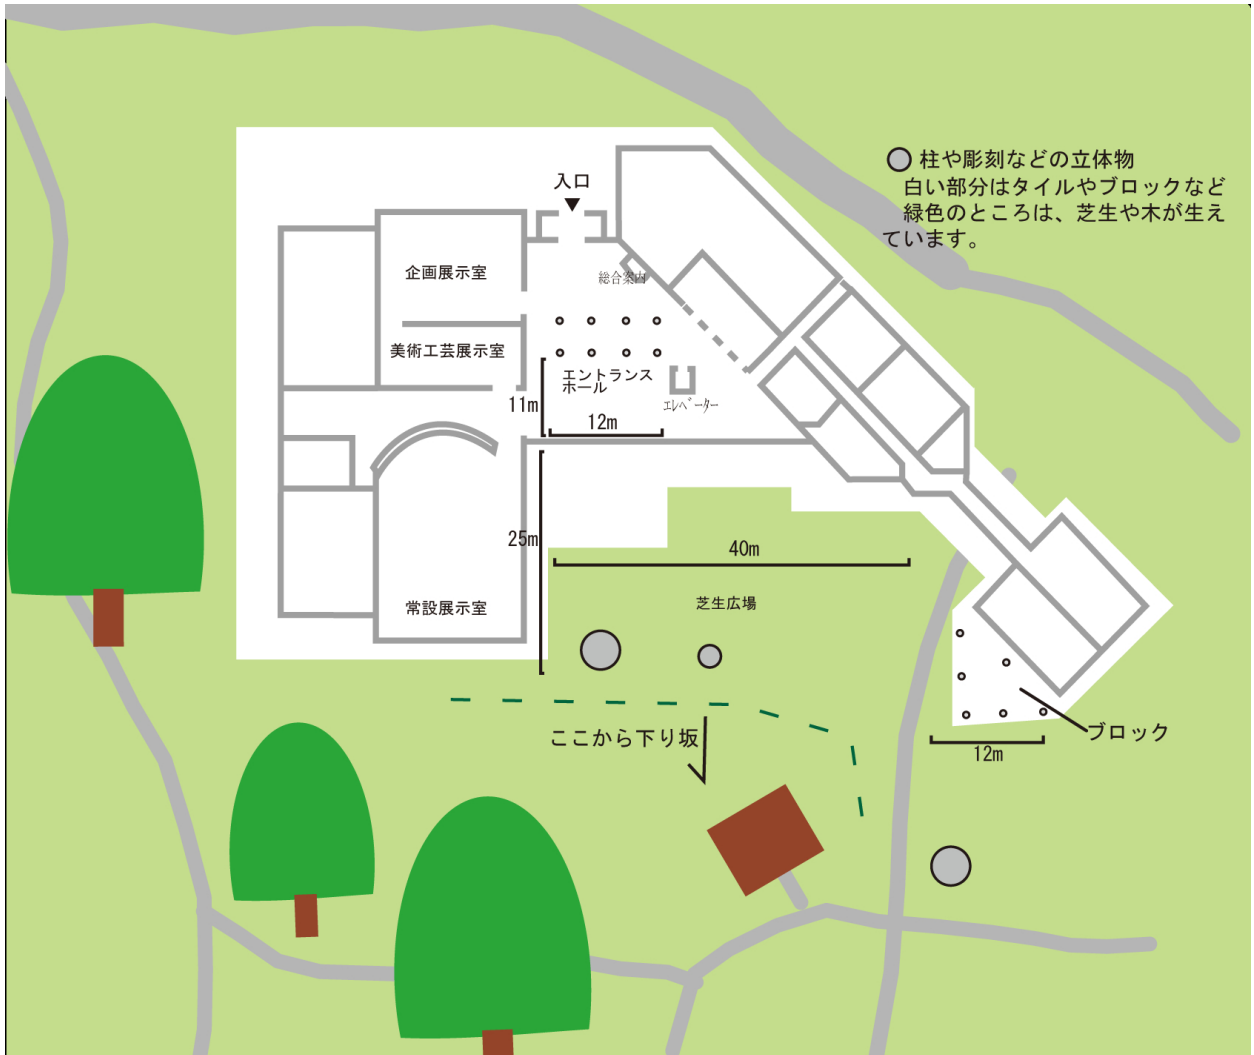 柱や彫刻などの立体物
白い部分はタイルやブロックなど
緑色のところは、芝生や木が生え
ています。
入口
企画展示室
総合案内
美術工芸展示室
エントランス
ホール
エレベーター
11m
12m
25m
40m
常設展示室
芝生広場
ここから下り坂
ブロック
12m